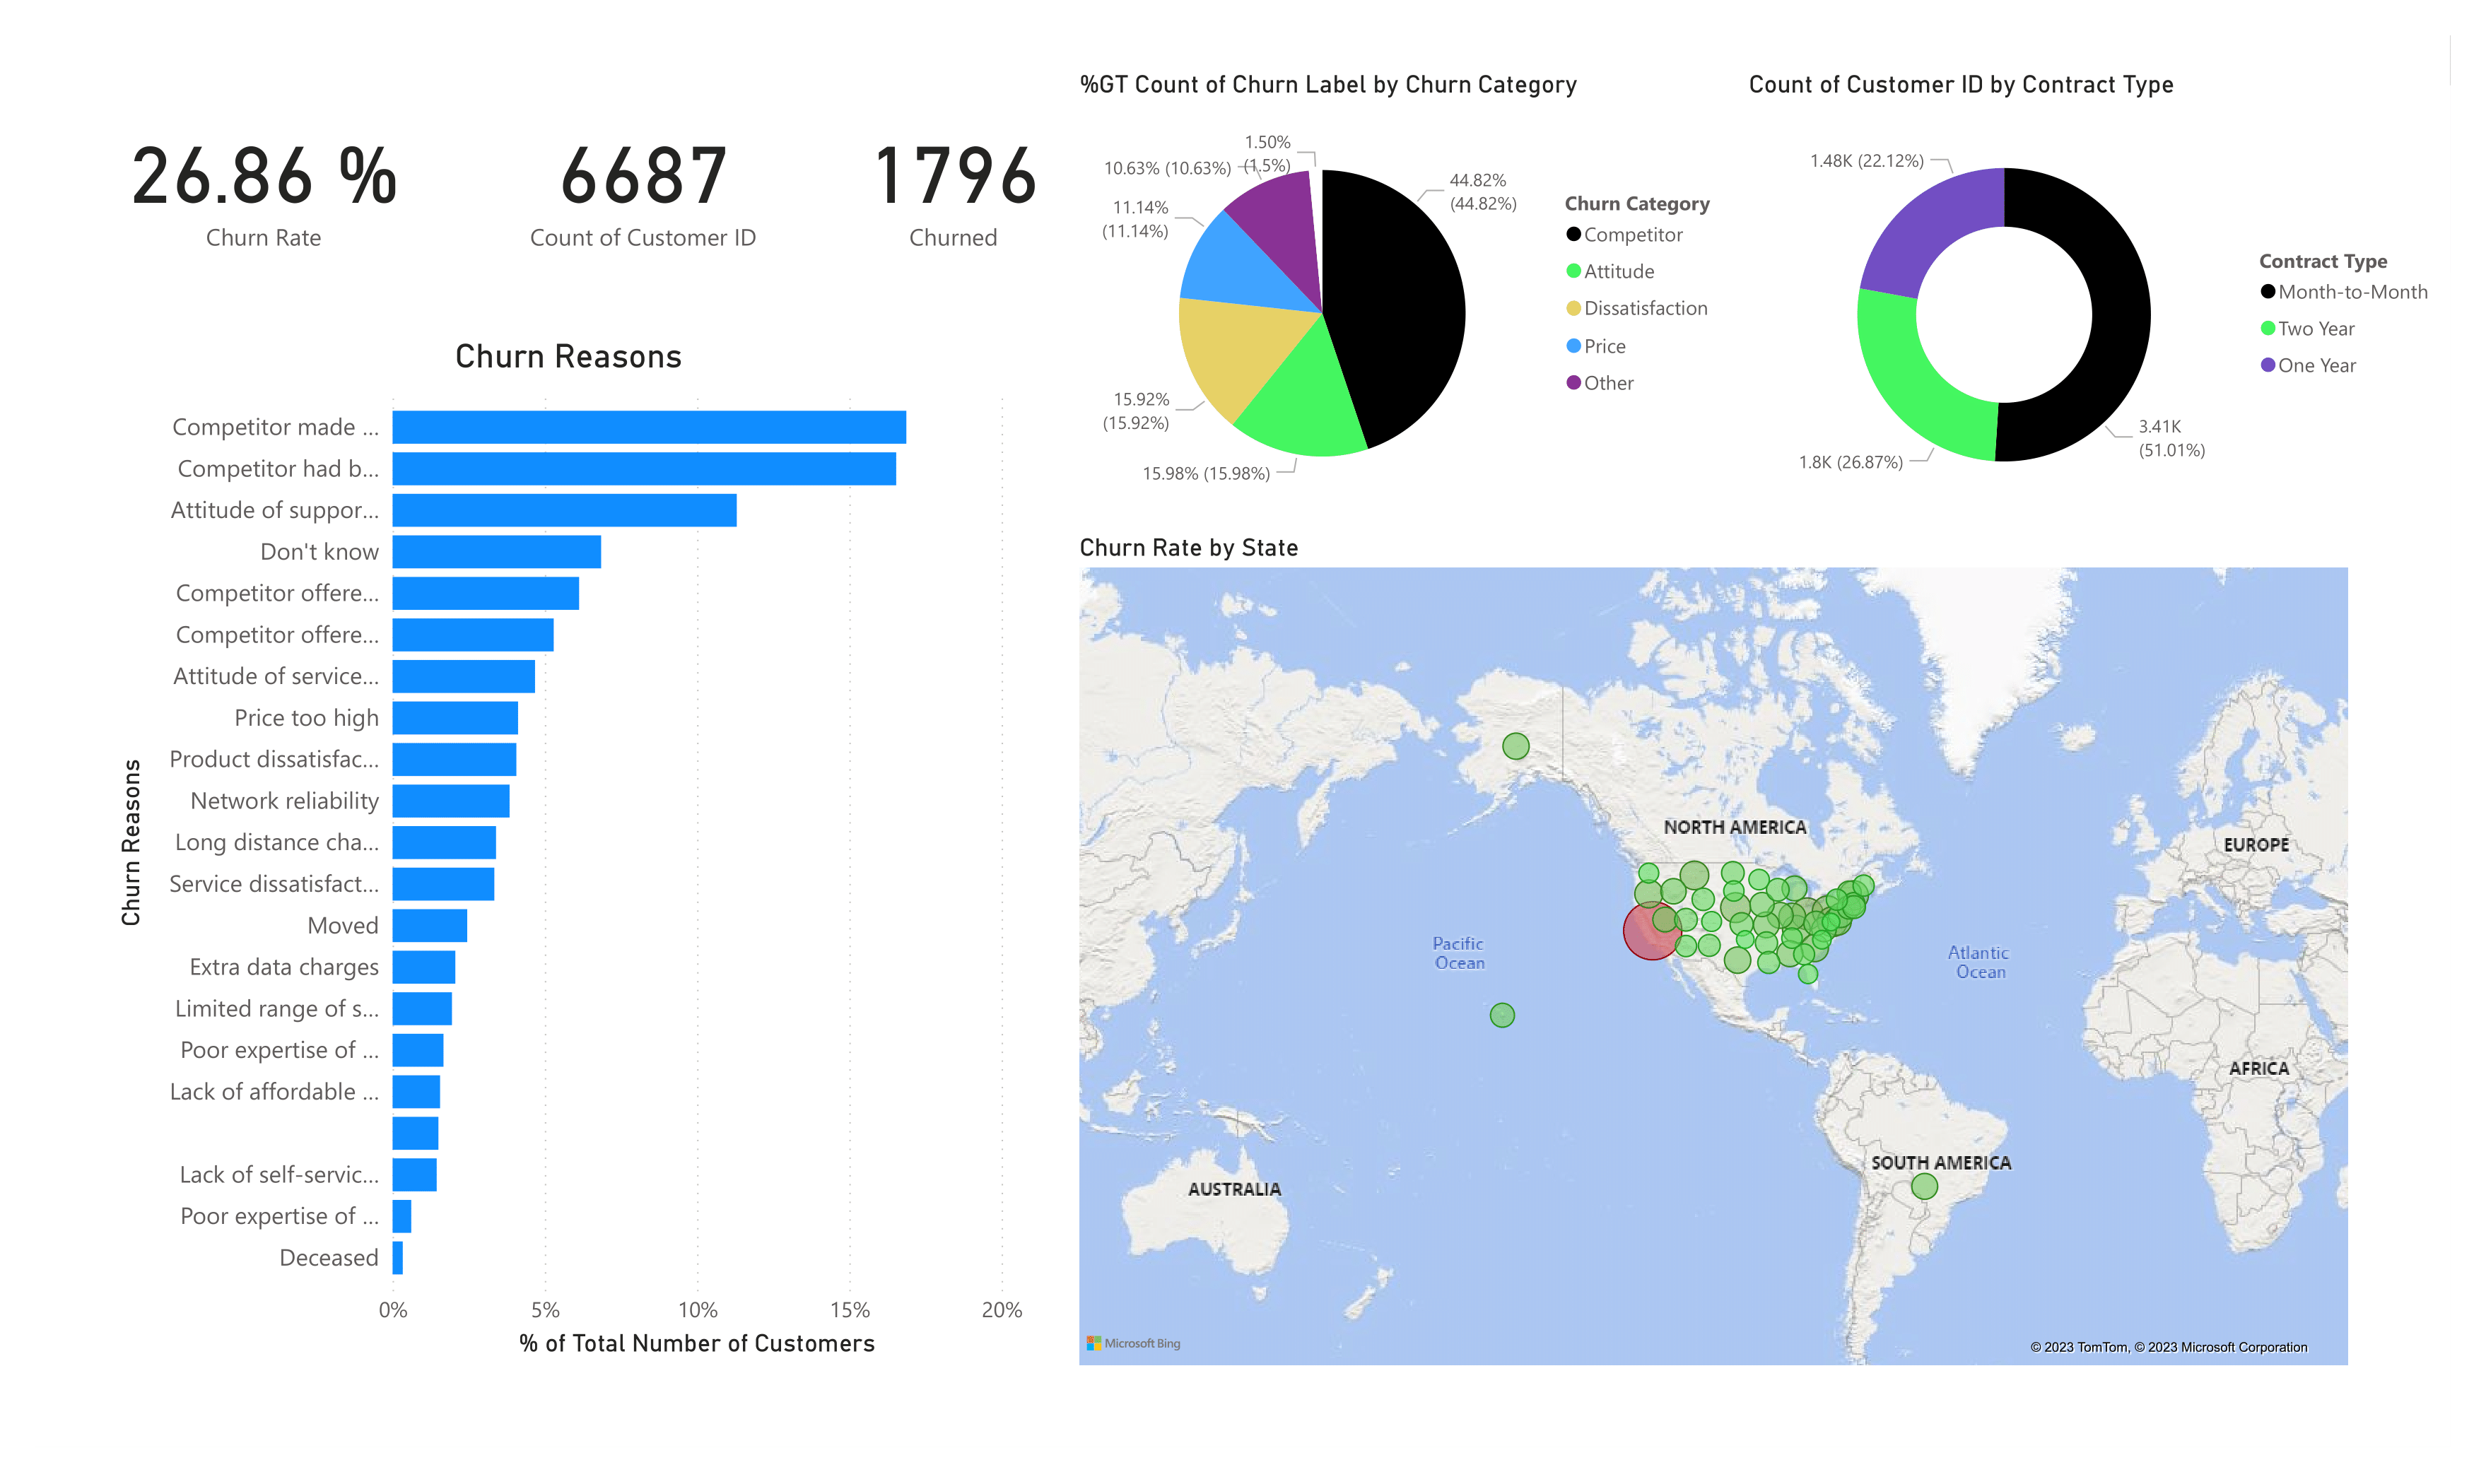 26.86 %
Churn Rate
6687
Count of Customer ID
1796
Churned
%GT Count of Churn Label by Churn Category
1.50%
(1.5%)
10.63% (10.63%)
11.14%
(11.14%)
15.92%
(15.92%)
15.98% (15.98%)
44.82%
(44.82%)
Churn Category
Competitor
Attitude
Dissatisfaction
Price
Other
Count of Customer ID by Contract Type
1.48K (22.12%)
1.8K (26.87%)
3.41K
(51.01%)
Contract Type
Month-to-Month
Two Year
One Year
Churn Reasons
Churn Reasons
Competitor made ...
Competitor had b...
Attitude of suppor...
Don't know
Competitor offere...
Competitor offere...
Attitude of service...
Price too high
Product dissatisfac...
Network reliability
Long distance cha...
Service dissatisfact...
Moved
Extra data charges
Limited range of s...
Poor expertise of ...
Lack of affordable ...
Lack of self-servic...
Poor expertise of ...
Deceased
0%
5%
10%
15%
20%
% of Total Number of Customers
Churn Rate by State
NORTH AMERICA
EUROPE
Pacific
Ocean
Atlantic
Ocean
AFRICA
SOUTH AMERICA
AUSTRALIA
Microsoft Bing
© 2023 TomTom, © 2023 Microsoft Corporation